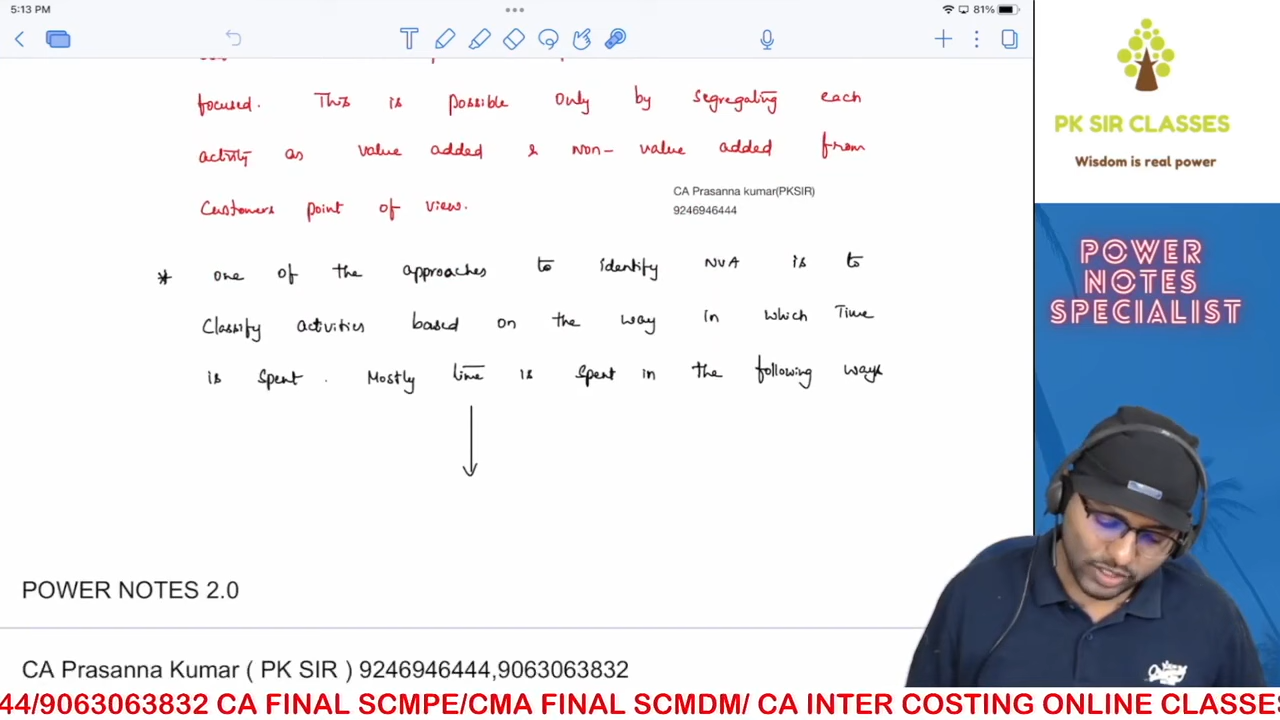 5:13 PM
81%
focused. This is possible only by segregating each
activity as value added & non- value added from
Customers point of view.
CA Prasanna kumar(PKSIR)
9246946444
* one of the approaches to identify NVA is to
Classify activities based on the way in which Time
is spent. Mostly time is spent in the following ways
POWER NOTES 2.0
CA Prasanna Kumar ( PK SIR ) 9246946444,9063063832
PK SIR CLASSES
Wisdom is real power
POWER
NOTES
SPECIALIST
44/9063063832 CA FINAL SCMPE/CMA FINAL SCMDM/ CA INTER COSTING ONLINE CLASSES